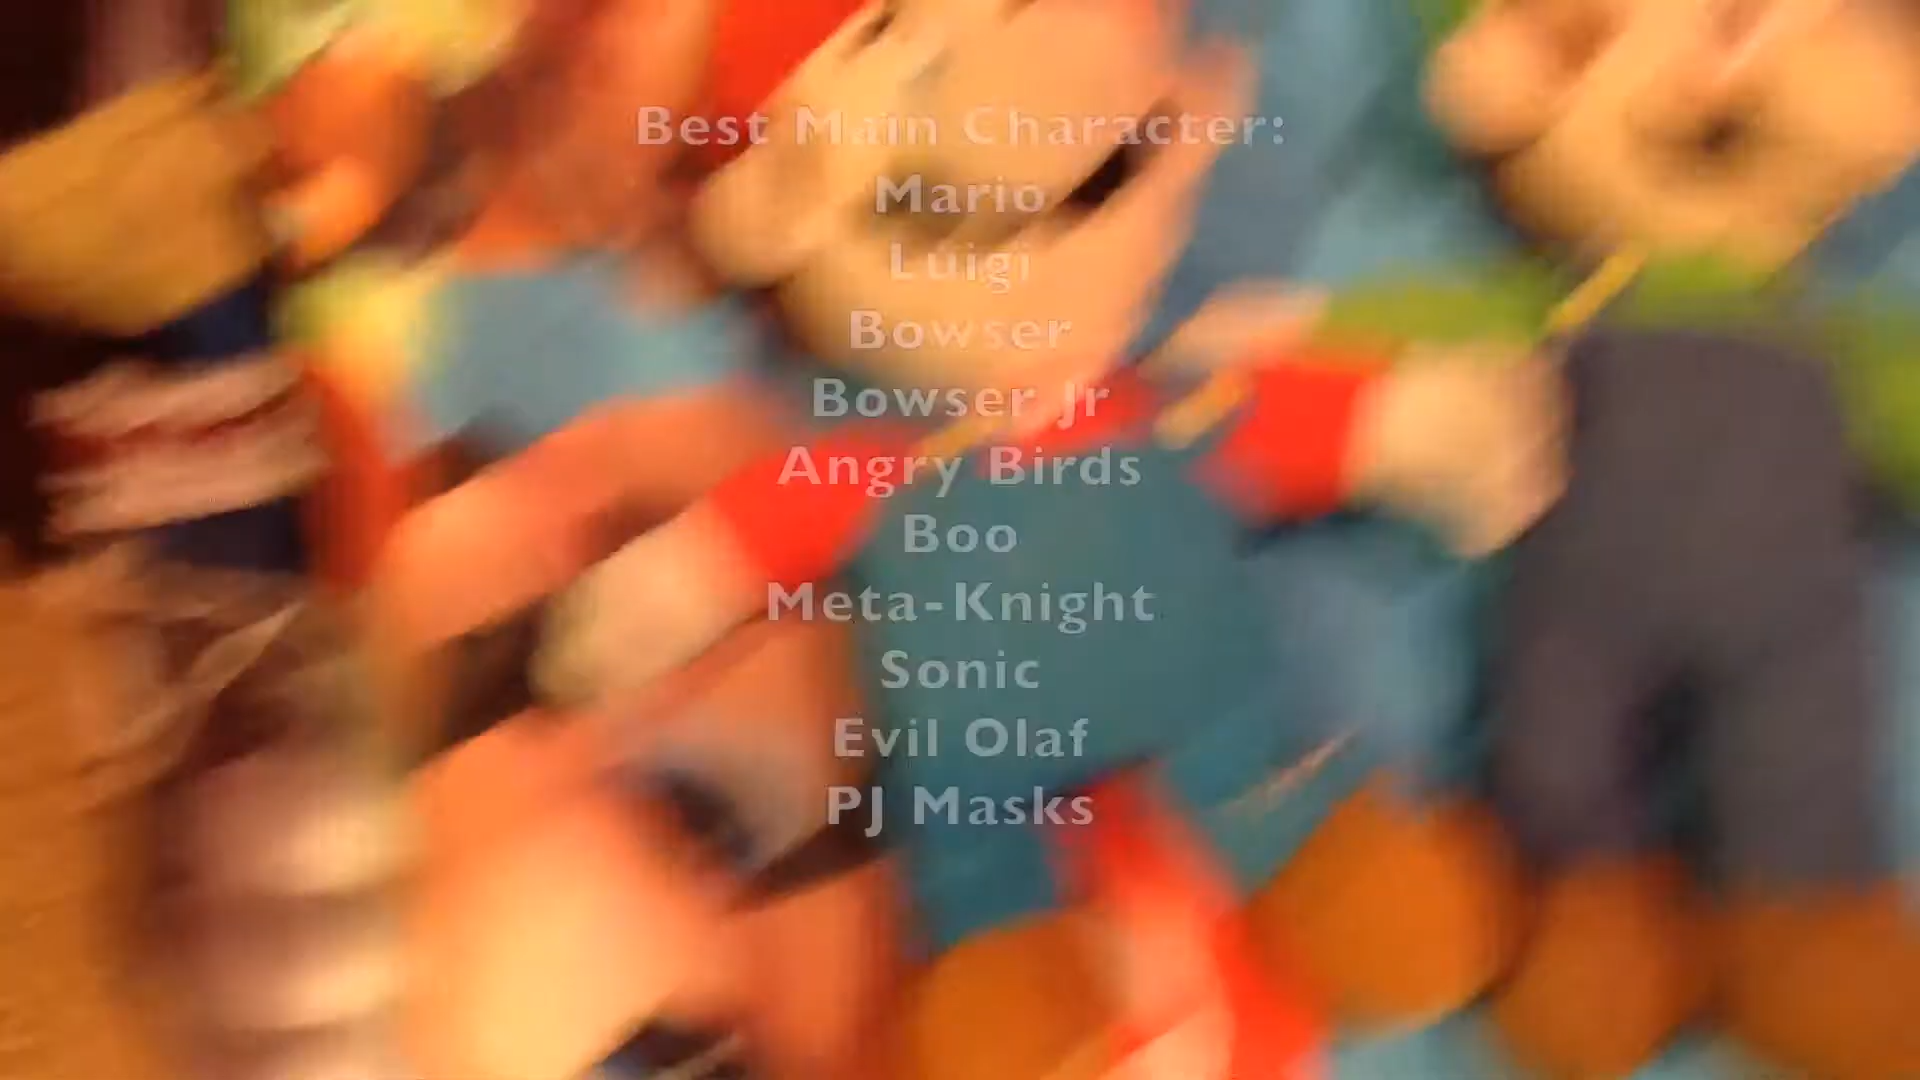 Best Main Character:
Mario
Luigi
Bowser
Bowser Jr
Angry Birds
Boo
Meta-Knight
Sonic
Evil Olaf
PJ Masks